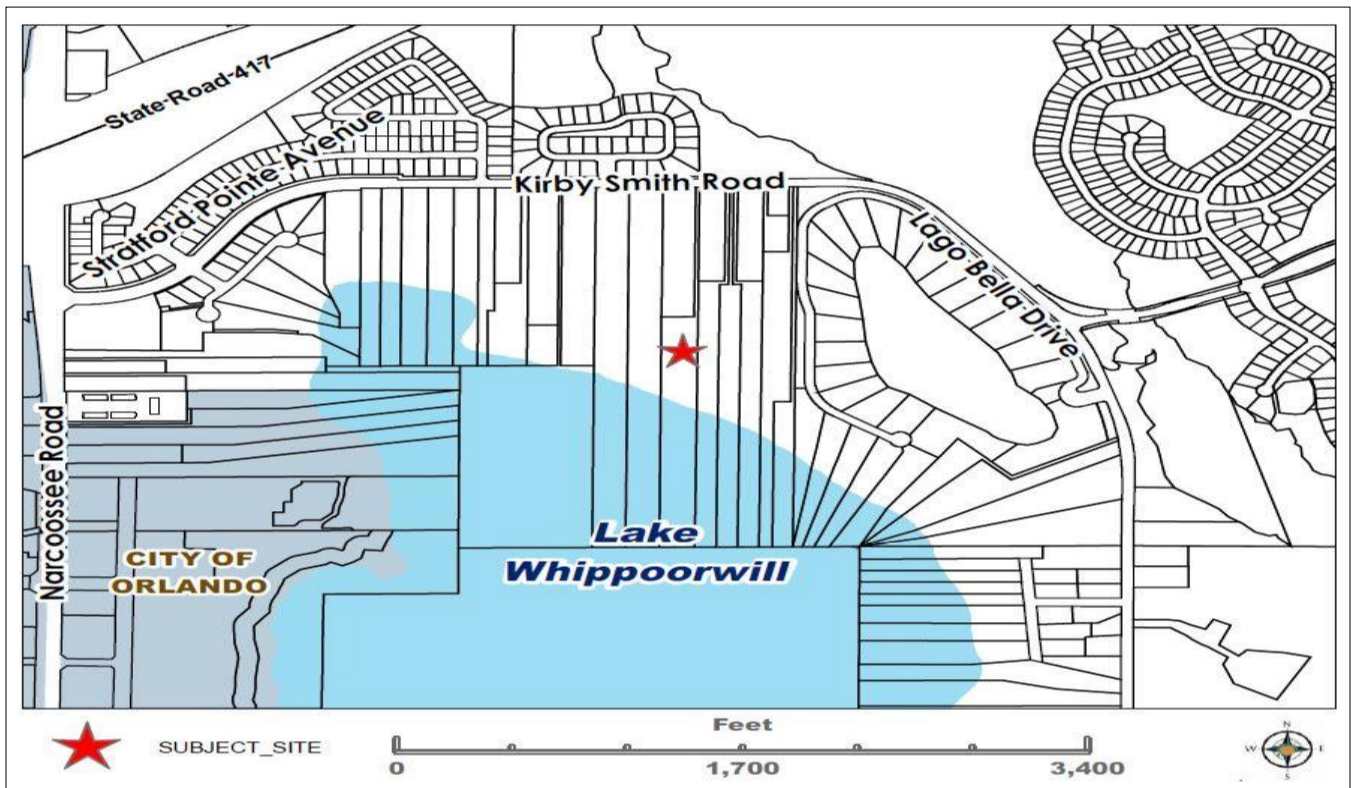 State Road 417
Stratford Pointe Avenue
Kirby Smith Road
Lago Bella Drive
Narcoossee Road
Lake
Whippoorwill
CITY OF
ORLANDO
SUBJECT_SITE
Feet
0 1,700 3,400
N
W E
S